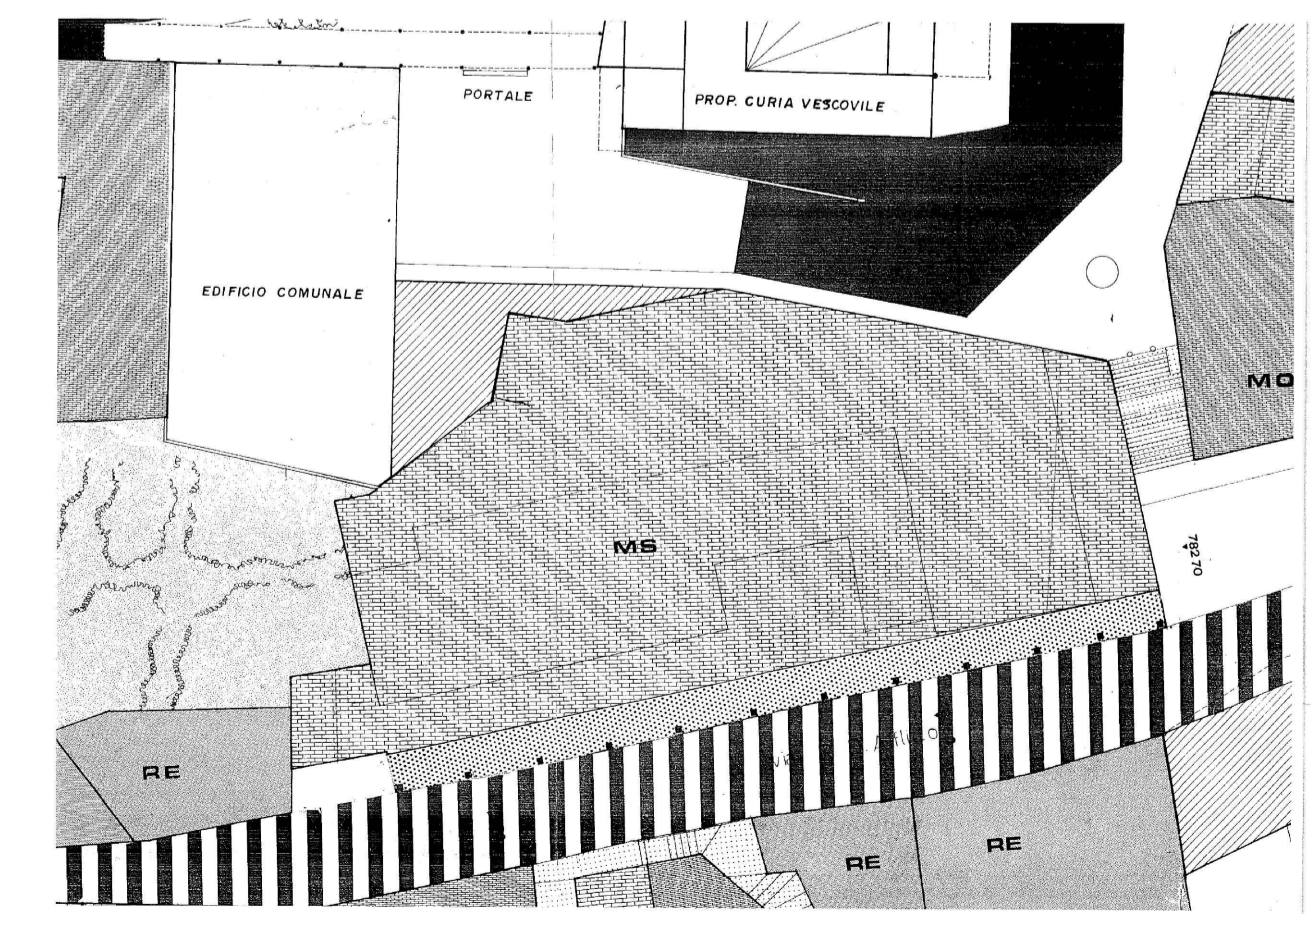 PORTALE
PROP. CURIA VESCOVILE
EDIFICIO COMUNALE
MO
MS
78270
RE
RE
RE